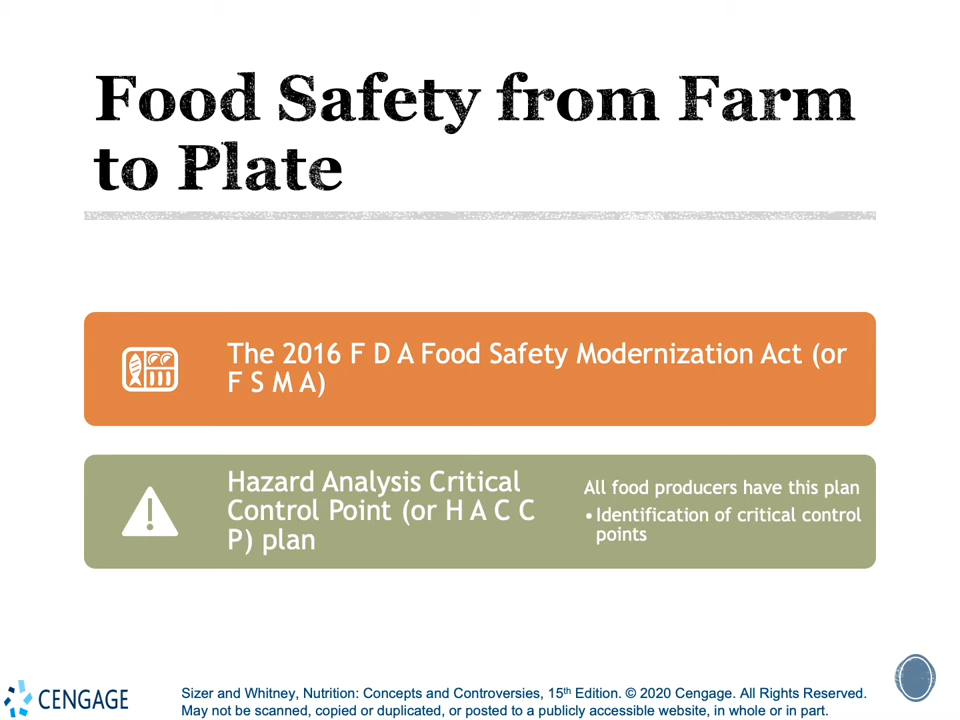 Food Safety from Farm
to Plate
The 2016 F D A Food Safety Modernization Act (or
F S M A)
Hazard Analysis Critical
Control Point (or H A C C
P) plan
All food producers have this plan
•Identification of critical control
points
CENGAGE
Sizer and Whitney, Nutrition: Concepts and Controversies, 15th Edition. © 2020 Cengage. All Rights Reserved.
May not be scanned, copied or duplicated, or posted to a publicly accessible website, in whole or in part.